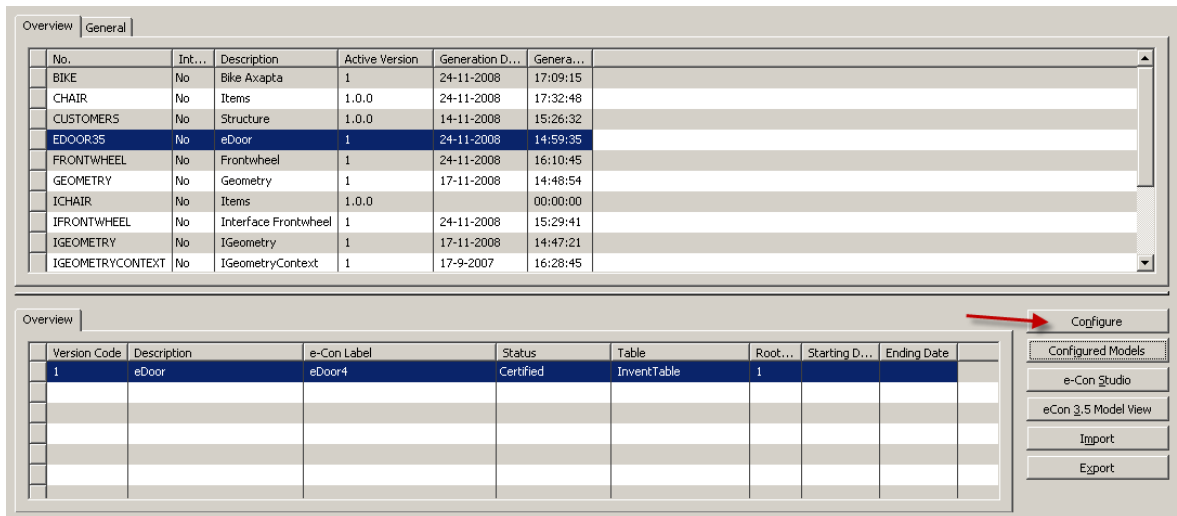 Overview General
No. Int... Description Active Version Generation D... Genera...
BIKE No Bike Axapta 1 24-11-2008 17:09:15
CHAIR No Items 1.0.0 24-11-2008 17:32:48
CUSTOMERS No Structure 1.0.0 14-11-2008 15:26:32
EDOOR35 No eDoor 1 24-11-2008 14:59:35
FRONTWHEEL No Frontwheel 1 24-11-2008 16:10:45
GEOMETRY No Geometry 1 17-11-2008 14:48:54
ICHAIR No Items 1.0.0 00:00:00
IFRONTWHEEL No Interface Frontwheel 1 24-11-2008 15:29:41
IGEOMETRY No IGeometry 1 17-11-2008 14:47:21
IGEOMETRYCONTEXT No IGeometryContext 1 17-9-2007 16:28:45
Overview
Version Code Description e-Con Label Status Table Root... Starting D... Ending Date
1 eDoor eDoor4 Certified InventTable 1
Configure
Configured Models
e-Con Studio
eCon 3.5 Model View
Import
Export